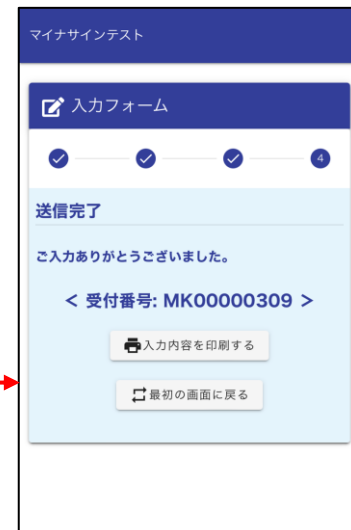 マイナサインテスト
入力フォーム
4
送信完了
ご入力ありがとうございました。
< 受付番号: MK00000309 >
入力内容を印刷する
最初の画面に戻る